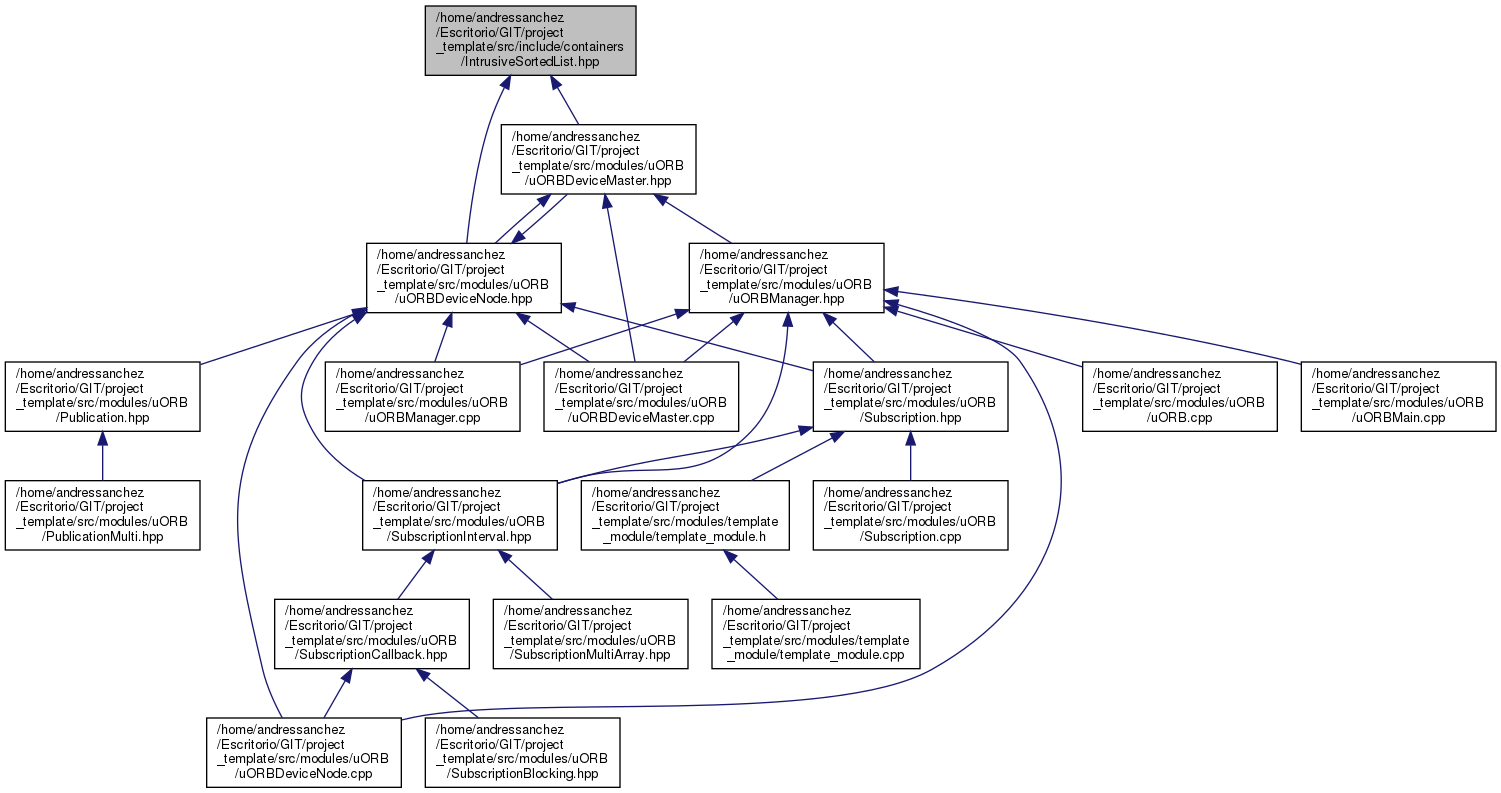 /home/andressanchez
/Escritorio/GIT/project
_template/src/include/containers
/IntrusiveSortedList.hpp
/home/andressanchez
/Escritorio/GIT/project
_template/src/modules/uORB
/uORBDeviceMaster.hpp
/home/andressanchez
/Escritorio/GIT/project
_template/src/modules/uORB
/uORBDeviceNode.hpp
/home/andressanchez
/Escritorio/GIT/project
_template/src/modules/uORB
/uORBManager.hpp
/home/andressanchez
/Escritorio/GIT/project
_template/src/modules/uORB
/Publication.hpp
/home/andressanchez
/Escritorio/GIT/project
_template/src/modules/uORB
/uORBManager.cpp
/home/andressanchez
/Escritorio/GIT/project
_template/src/modules/uORB
/uORBDeviceMaster.cpp
/home/andressanchez
/Escritorio/GIT/project
_template/src/modules/uORB
/Subscription.hpp
/home/andressanchez
/Escritorio/GIT/project
_template/src/modules/uORB
/uORB.cpp
/home/andressanchez
/Escritorio/GIT/project
_template/src/modules/uORB
/uORBMain.cpp
/home/andressanchez
/Escritorio/GIT/project
_template/src/modules/uORB
/PublicationMulti.hpp
/home/andressanchez
/Escritorio/GIT/project
_template/src/modules/uORB
/SubscriptionInterval.hpp
/home/andressanchez
/Escritorio/GIT/project
_template/src/modules/template
_module/template_module.h
/home/andressanchez
/Escritorio/GIT/project
_template/src/modules/uORB
/Subscription.cpp
/home/andressanchez
/Escritorio/GIT/project
_template/src/modules/uORB
/SubscriptionCallback.hpp
/home/andressanchez
/Escritorio/GIT/project
_template/src/modules/uORB
/SubscriptionMultiArray.hpp
/home/andressanchez
/Escritorio/GIT/project
_template/src/modules/template
_module/template_module.cpp
/home/andressanchez
/Escritorio/GIT/project
_template/src/modules/uORB
/uORBDeviceNode.cpp
/home/andressanchez
/Escritorio/GIT/project
_template/src/modules/uORB
/SubscriptionBlocking.hpp